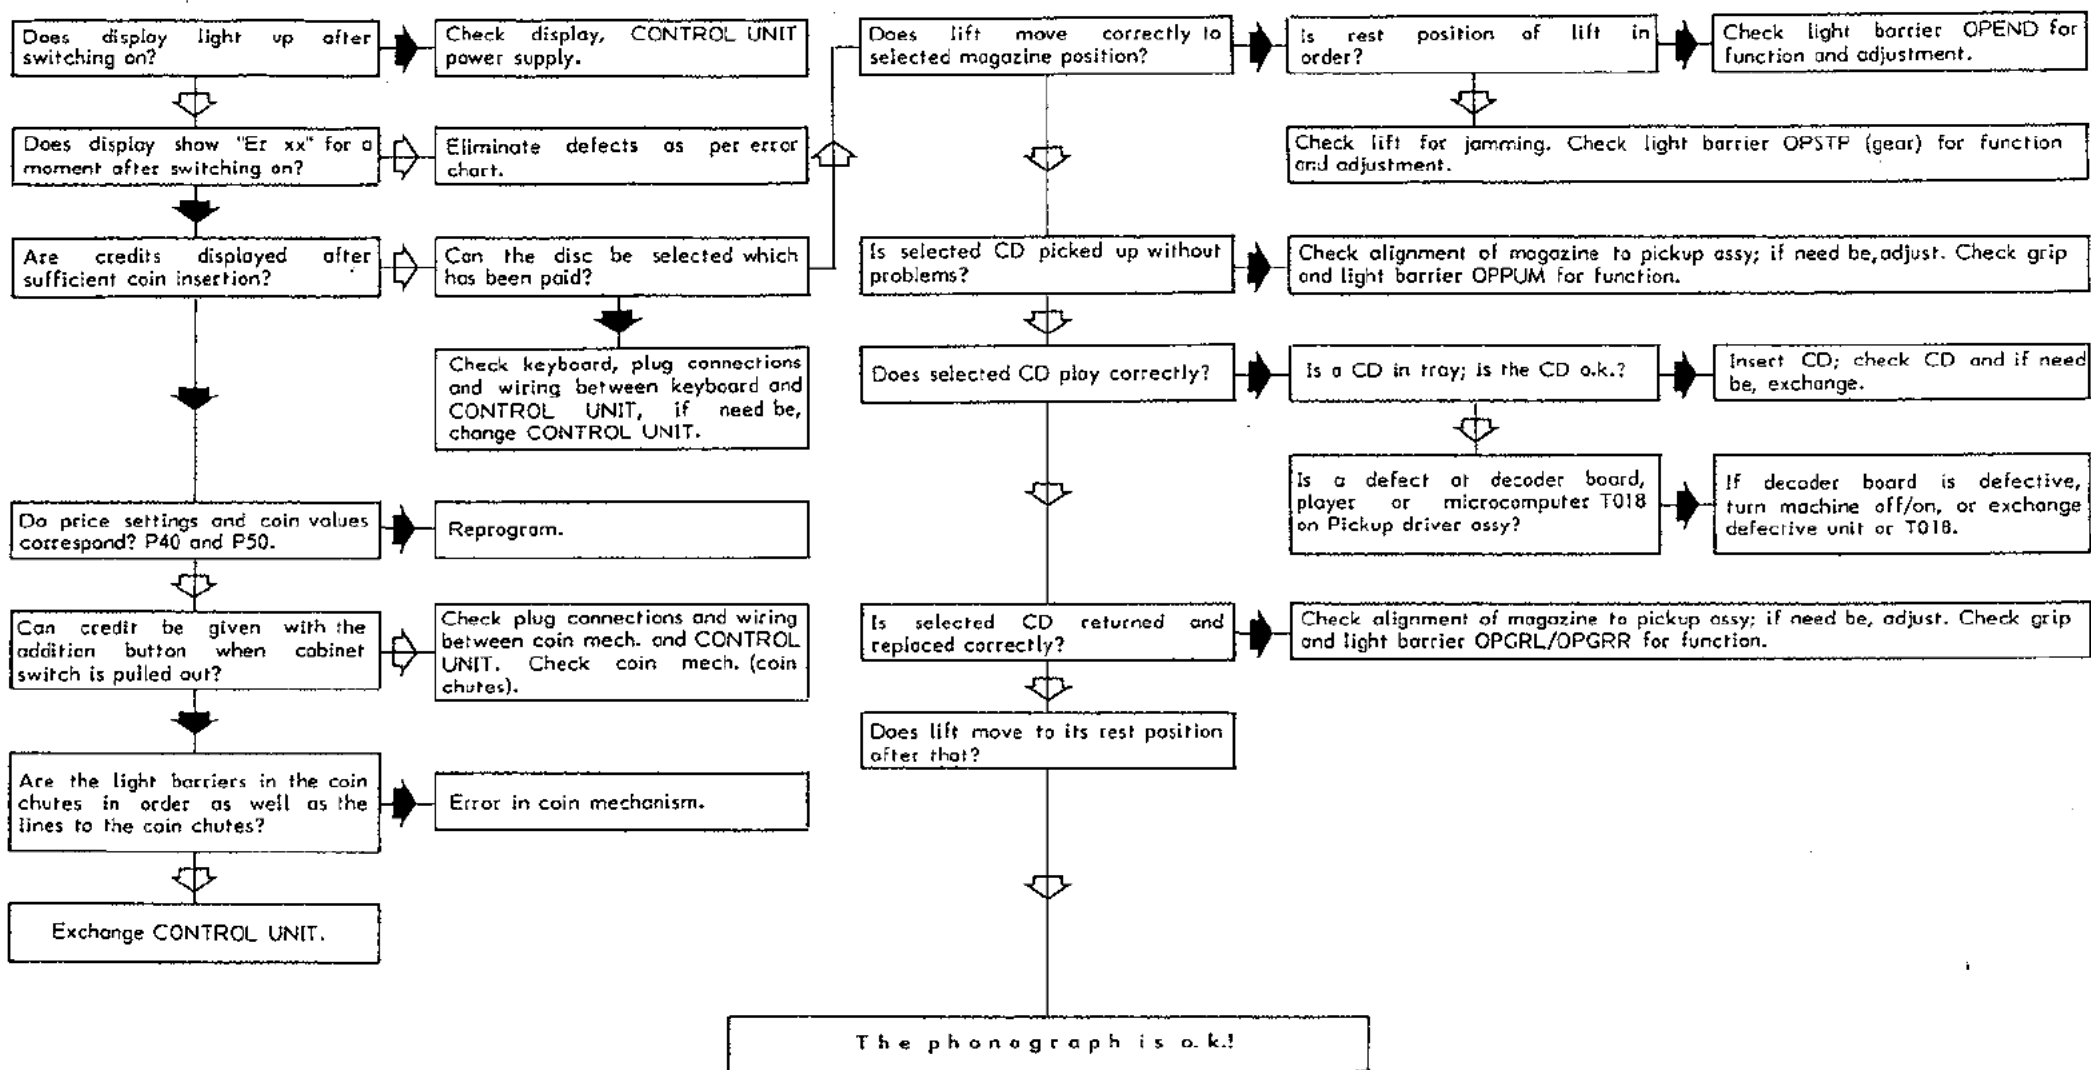 Does display light up after
switching on?
Check display, CONTROL UNIT
power supply.
Does display show "Er xx" for a
moment after switching on?
Eliminate defects as per error
chart.
Are credits displayed after
sufficient coin insertion?
Can the disc be selected which
has been paid?
Check keyboard, plug connections
and wiring between keyboard and
CONTROL UNIT, if need be,
change CONTROL UNIT.
Do price settings and coin values
correspond? P40 and P50.
Reprogram.
Can credit be given with the
addition button when cabinet
switch is pulled out?
Check plug connections and wiring
between coin mech. and CONTROL
UNIT. Check coin mech. (coin
chutes).
Are the light barriers in the coin
chutes in order as well as the
lines to the coin chutes?
Error in coin mechanism.
Exchange CONTROL UNIT.
Does lift move correctly to
selected magazine position?
Is rest position of lift in
order?
Check light barrier OPEND for
function and adjustment.
Check lift for jamming. Check light barrier OPSTP (gear) for function
and adjustment.
Is selected CD picked up without
problems?
Check alignment of magazine to pickup assy; if need be, adjust. Check grip
and light barrier OPPUM for function.
Does selected CD play correctly?
Is a CD in tray; is the CD o.k.?
Insert CD; check CD and if need
be, exchange.
Is a defect at decoder board,
player or microcomputer T018
on Pickup driver assy?
If decoder board is defective,
turn machine off/on, or exchange
defective unit or T018.
Is selected CD returned and
replaced correctly?
Check alignment of magazine to pickup assy; if need be, adjust. Check grip
and light barrier OPGRL/OPGRR for function.
Does lift move to its rest position
after that?
The phonograph is o.k.!